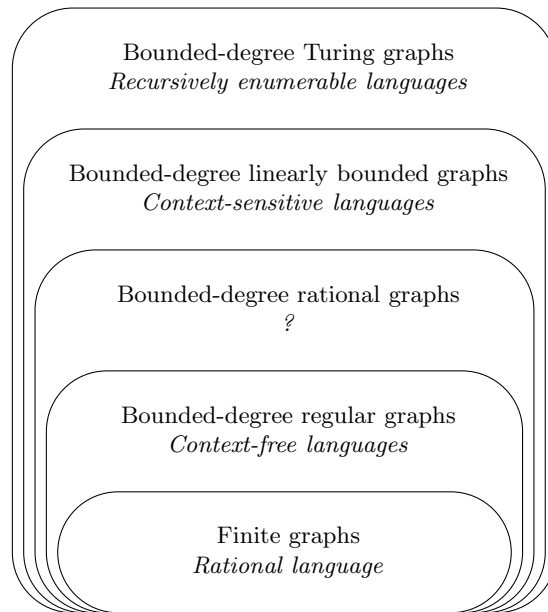 Bounded-degree Turing graphs
Recursively enumerable languages
Bounded-degree linearly bounded graphs
Context-sensitive languages
Bounded-degree rational graphs
?
Bounded-degree regular graphs
Context-free languages
Finite graphs
Rational language